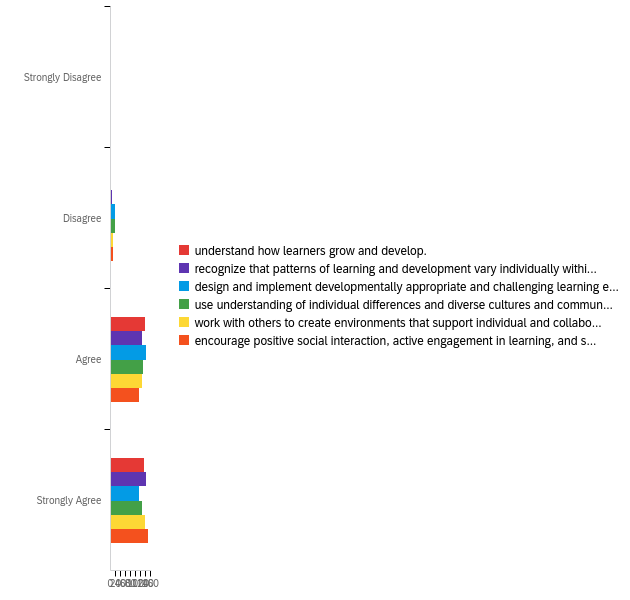 Strongly Disagree
Disagree
understand how learners grow and develop.
recognize that patterns of learning and development vary individually withi...
design and implement developmentally appropriate and challenging learning e...
use understanding of individual differences and diverse cultures and commun...
work with others to create environments that support individual and collabo...
encourage positive social interaction, active engagement in learning, and s...
Agree
Strongly Agree